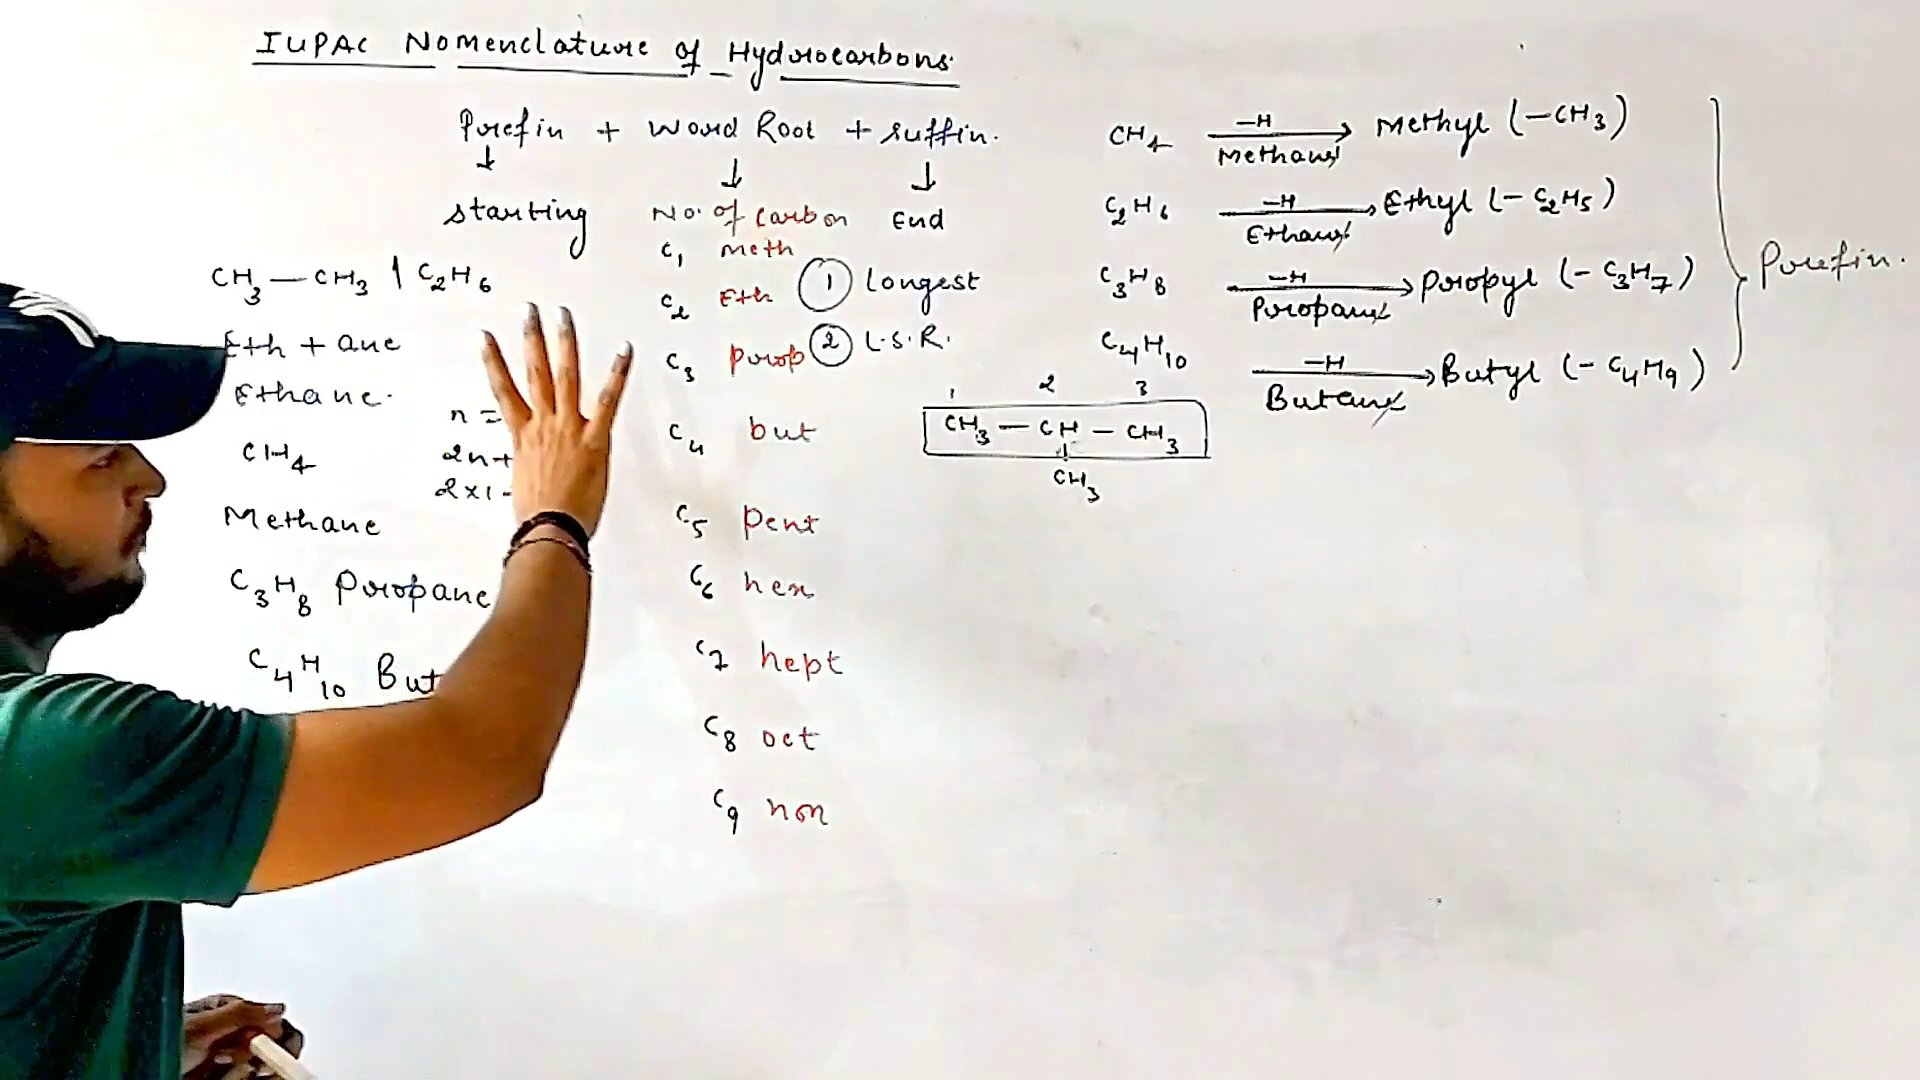 IUPAC Nomenclature of Hydrocarbons.
Prefix + Word Root + suffix.
↓ ↓ ↓
starting No. of carbon End
C1 meth
C2 Eth
C3 prop
C4 but
C5 pent
C6 hex
C7 hept
C8 oct
C9 non
① Longest
② L.S.R.
CH3 — CH3 | C2H6
Eth + ane
Ethane.
CH4
Methane
C3H8 Propane
C4H10 But
n =
2n+
2x1
1 2 3
CH3 — CH — CH3
CH3
CH4 —H Methane → Methyl (—CH3)
C2H6 —H Ethane → Ethyl (—C2H5)
C3H8 —H Propane → propyl (—C3H7)
C4H10 —H Butane → Butyl (—C4H9)
Prefix.